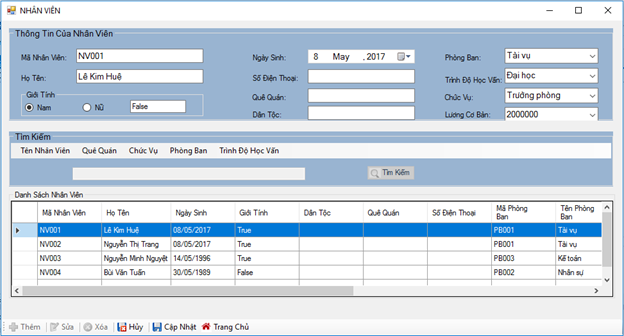 NHÂN VIÊN
Thông Tin Của Nhân Viên
Mã Nhân Viên: NV001 Ngày Sinh: 8 May , 2017 Phòng Ban: Tài vụ
Họ Tên: Lê Kim Huệ Số Điện Thoại: Trình Độ Học Vấn: Đại học
Giới Tính Quê Quán: Chức Vụ: Trưởng phòng
Nam Nữ False Dân Tộc: Lương Cơ Bản: 2000000
Tìm Kiếm
Tên Nhân Viên Quê Quán Chức Vụ Phòng Ban Trình Độ Học Vấn
Tìm Kiếm
Danh Sách Nhân Viên
Mã Nhân Viên Họ Tên Ngày Sinh Giới Tính Dân Tộc Quê Quán Số Điện Thoại Mã Phòng Ban Tên Phòng Ban
NV001 Lê Kim Huệ 08/05/2017 True PB001 Tài vụ
NV002 Nguyễn Thị Trang 08/05/2017 True PB001 Tài vụ
NV003 Nguyễn Minh Nguyệt 14/05/1996 True PB003 Kế toán
NV004 Bùi Văn Tuấn 30/05/1989 False PB002 Nhân sự
Thêm Sửa Xóa Hủy Cập Nhật Trang Chủ